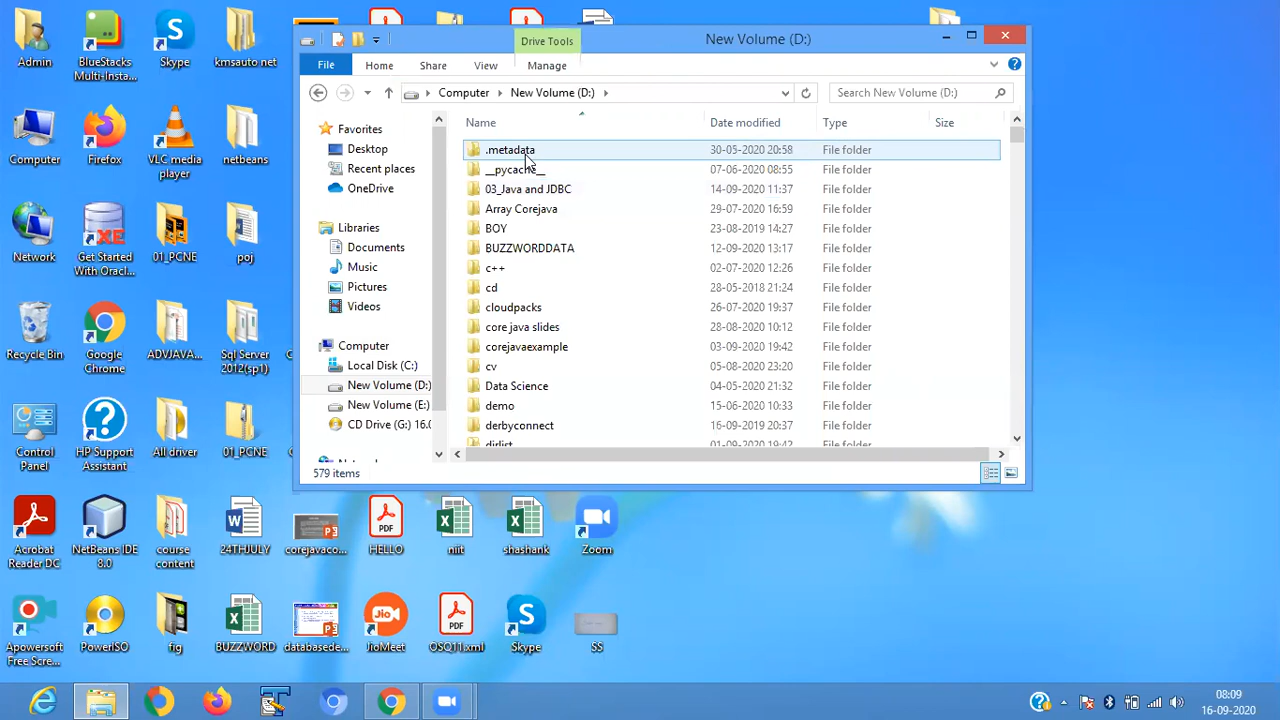 Admin
BlueStacks
Multi-Insta...
Skype
kmsauto net
Computer
Firefox
VLC media
player
netbeans
Network
Get Started
With Oracl...
01_PCNE
poj
Recycle Bin
Google
Chrome
ADVJAVA...
Sql Server
2012(sp1)
Control
Panel
HP Support
Assistant
All driver
01_PCNE
Acrobat
Reader DC
NetBeans IDE
8.0
course
content
24THJULY
corejavaco...
HELLO
niit
shashank
Zoom
Apowersoft
Free Scre...
PowerISO
fig
BUZZWORD
databasede...
JioMeet
OSQ11.xml
Skype
SS
Drive Tools
New Volume (D:)
File
Home
Share
View
Manage
Computer
New Volume (D:)
Search New Volume (D:)
Favorites
Desktop
Recent places
OneDrive
Libraries
Documents
Music
Pictures
Videos
Computer
Local Disk (C:)
New Volume (D:)
New Volume (E:)
CD Drive (G:) 16.0
Name Date modified Type Size
.metadata 30-05-2020 20:58 File folder
__pycache__ 07-06-2020 08:55 File folder
03_Java and JDBC 14-09-2020 11:37 File folder
Array Corejava 29-07-2020 16:59 File folder
BOY 23-08-2019 14:27 File folder
BUZZWORDDATA 12-09-2020 13:17 File folder
c++ 02-07-2020 12:26 File folder
cd 28-05-2018 21:24 File folder
cloudpacks 26-07-2020 19:37 File folder
core java slides 28-08-2020 10:12 File folder
corejavaexample 03-09-2020 19:42 File folder
cv 05-08-2020 23:20 File folder
Data Science 04-05-2020 21:32 File folder
demo 15-06-2020 10:33 File folder
derbyconnect 16-09-2019 20:37 File folder
dirlist 01-09-2020 19:42 File folder
579 items
08:09
16-09-2020